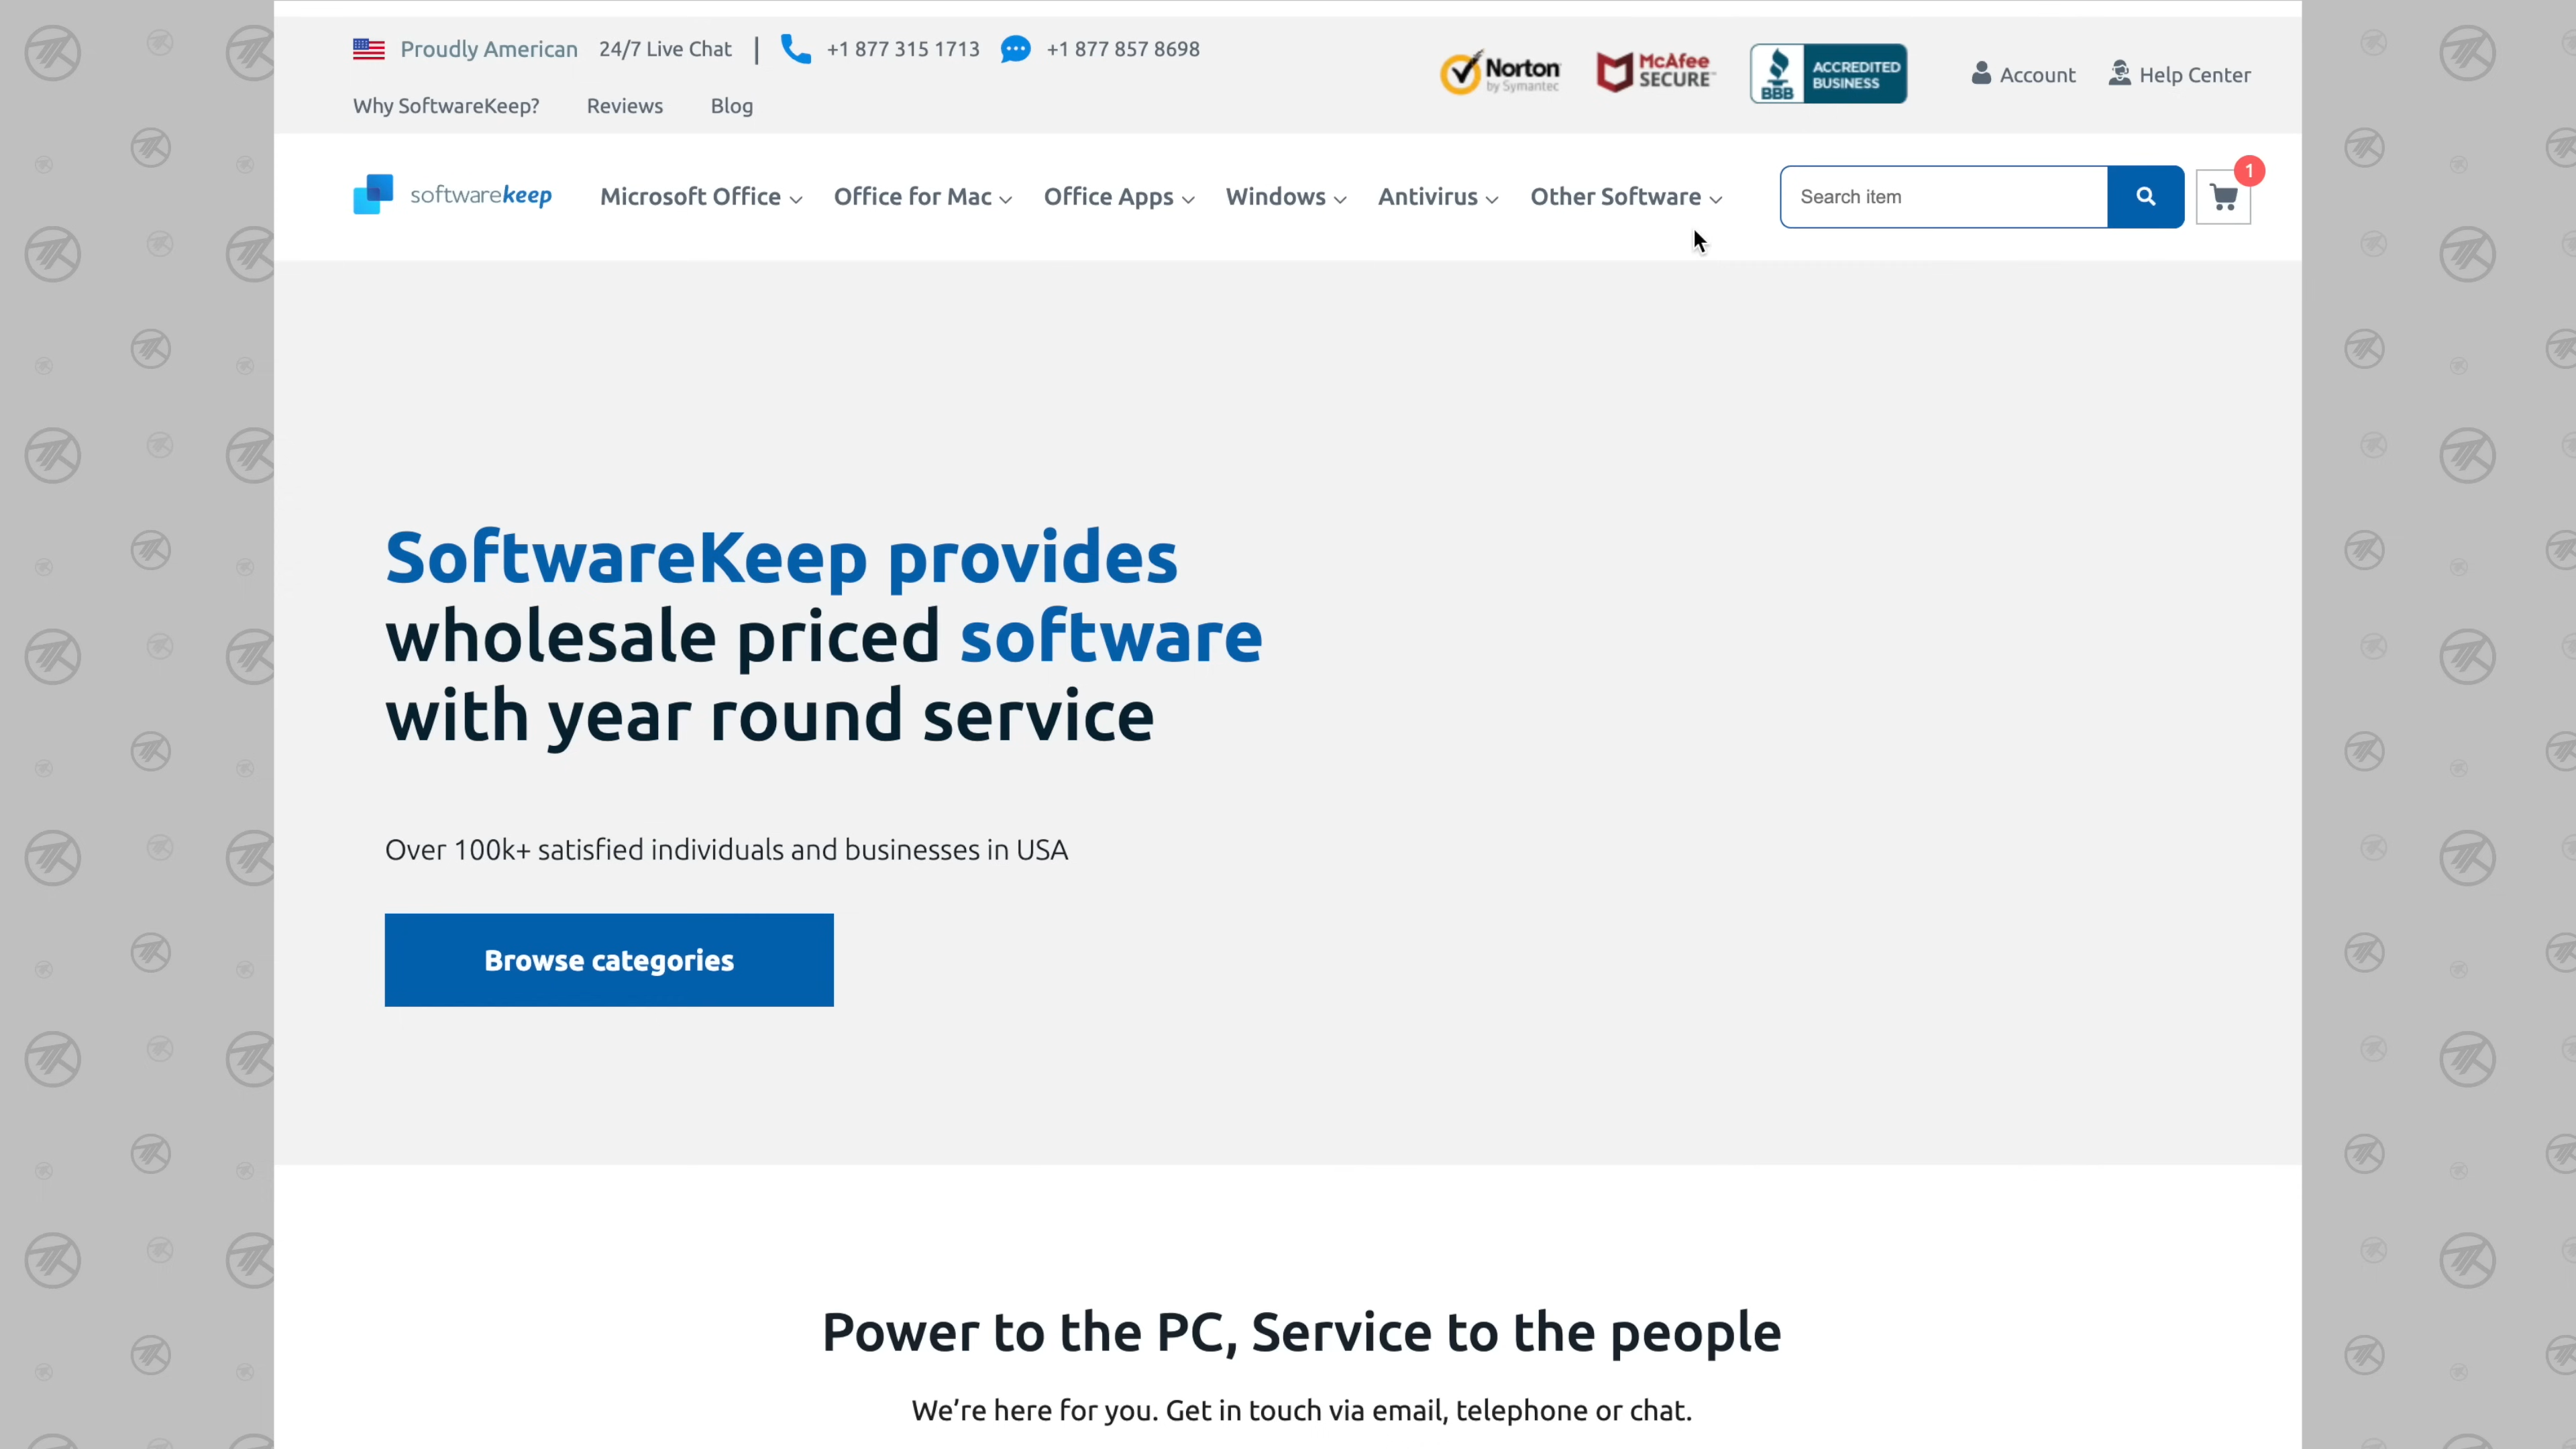 Proudly American 24/7 Live Chat | +1 877 315 1713 +1 877 857 8698
Why SoftwareKeep? Reviews Blog
Norton by Symantec
McAfee SECURE
BBB ACCREDITED BUSINESS
Account Help Center
softwarekeep Microsoft Office Office for Mac Office Apps Windows Antivirus Other Software Search item 1
SoftwareKeep provides
wholesale priced software
with year round service
Over 100k+ satisfied individuals and businesses in USA
Browse categories
Power to the PC, Service to the people
We're here for you. Get in touch via email, telephone or chat.